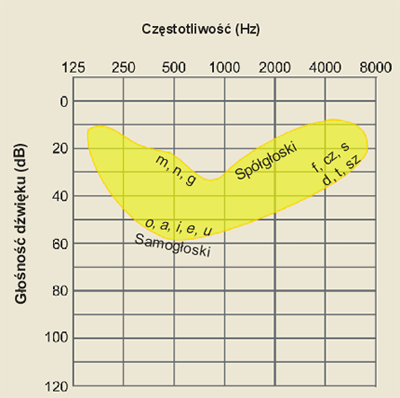 Częstotliwość (Hz)
125 250 500 1000 2000 4000 8000
Głośność dźwięku (dB)
0
20
40
60
80
100
120
m, n, g
Spółgłoski
f, cz, s
d, t, sz
o, a, i, e, u
Samogłoski